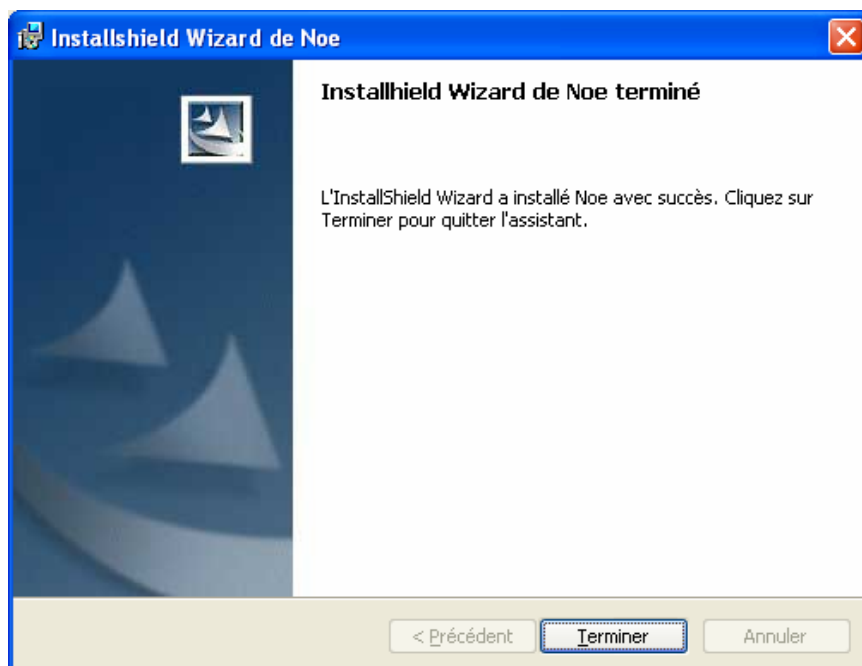 Installshield Wizard de Noe
Installhield Wizard de Noe terminé
L'InstallShield Wizard a installé Noe avec succès. Cliquez sur
Terminer pour quitter l'assistant.
< Précédent
Terminer
Annuler